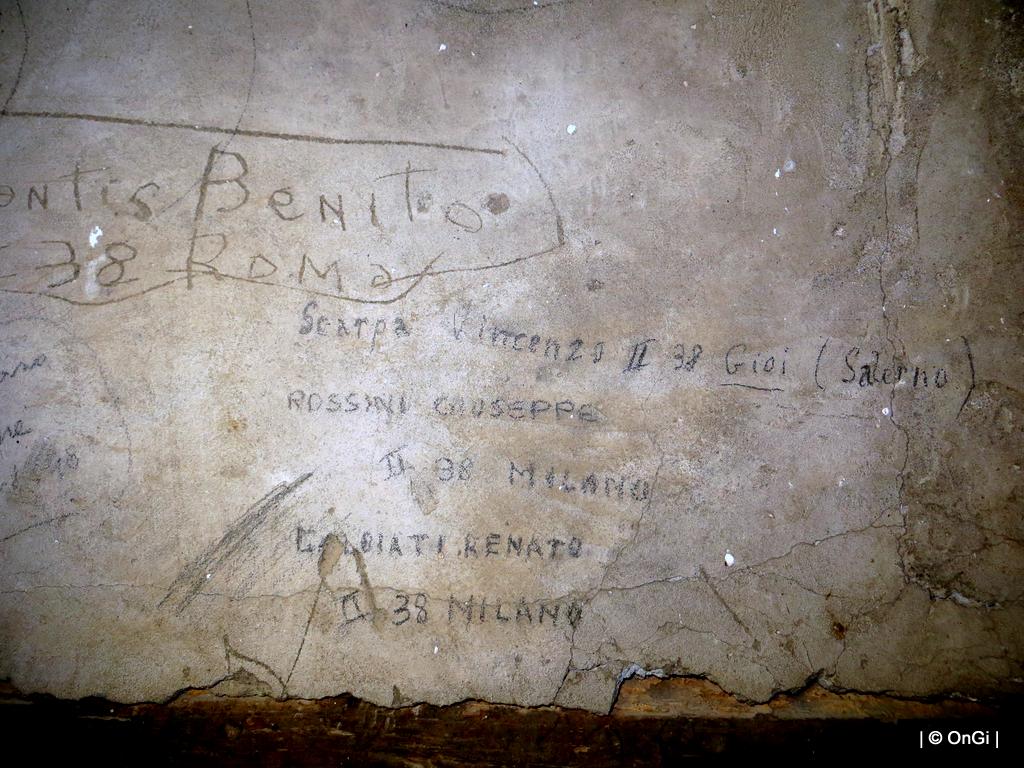 Benito
38 Roma
Scarpa Vincenzo II 38 Gioi (Salerno)
ROSSINI GIUSEPPE
II 38 MILANO
RENATO
II 38 MILANO
| © OnGi |